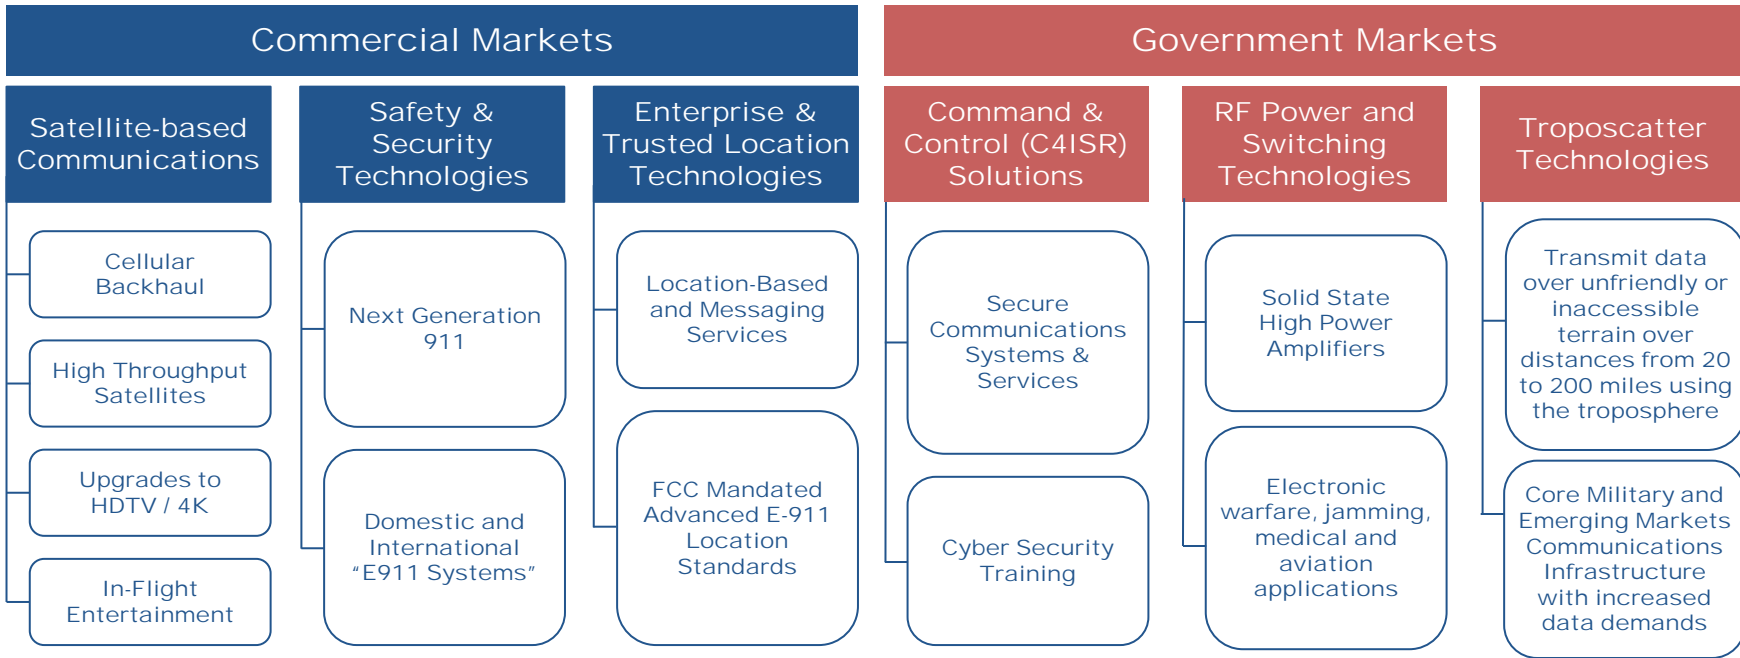 Commercial Markets
Government Markets
Satellite-based
Communications
Cellular
Backhaul
High Throughput
Satellites
Upgrades to
HDTV / 4K
In-Flight
Entertainment
Safety &
Security
Technologies
Next Generation
911
Domestic and
International
“E911 Systems”
Enterprise &
Trusted Location
Technologies
Location-Based
and Messaging
Services
FCC Mandated
Advanced E-911
Location
Standards
Command &
Control (C4ISR)
Solutions
Secure
Communications
Systems &
Services
Cyber Security
Training
RF Power and
Switching
Technologies
Solid State
High Power
Amplifiers
Electronic
warfare, jamming,
medical and
aviation
applications
Troposcatter
Technologies
Transmit data
over unfriendly or
inaccessible
terrain over
distances from 20
to 200 miles using
the troposphere
Core Military and
Emerging Markets
Communications
Infrastructure
with increased
data demands